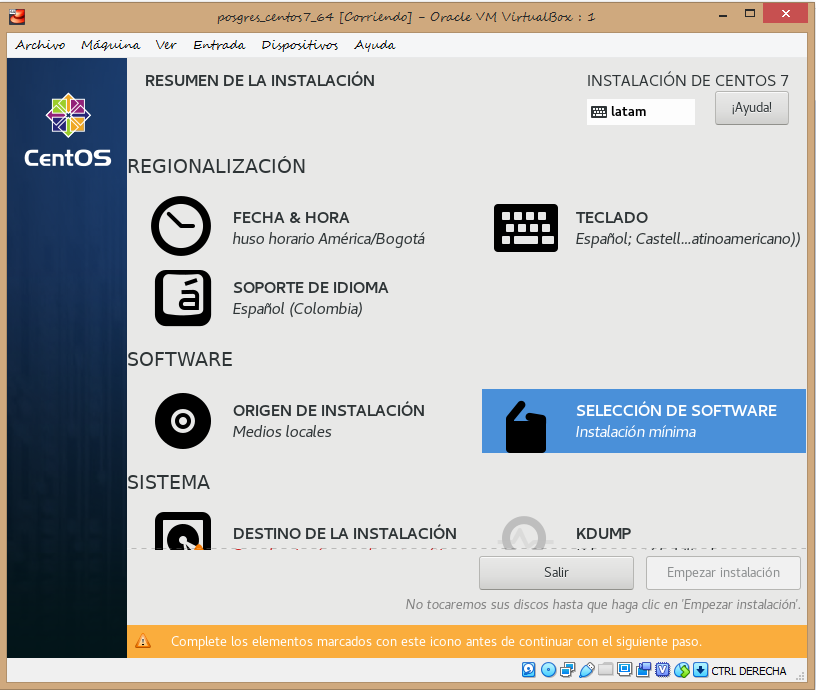 posgres_centos7_64 [Corriendo] - Oracle VM VirtualBox : 1
Archivo Máquina Ver Entrada Dispositivos Ayuda
RESUMEN DE LA INSTALACIÓN
INSTALACIÓN DE CENTOS 7
latam
¡Ayuda!
CentOS
REGIONALIZACIÓN
FECHA & HORA
huso horario América/Bogotá
TECLADO
Español; Castell...atinoamericano))
SOPORTE DE IDIOMA
Español (Colombia)
SOFTWARE
ORIGEN DE INSTALACIÓN
Medios locales
SELECCIÓN DE SOFTWARE
Instalación mínima
SISTEMA
DESTINO DE LA INSTALACIÓN
KDUMP
Salir
Empezar instalación
No tocaremos sus discos hasta que haga clic en 'Empezar instalación'.
Complete los elementos marcados con este icono antes de continuar con el siguiente paso.
CTRL DERECHA